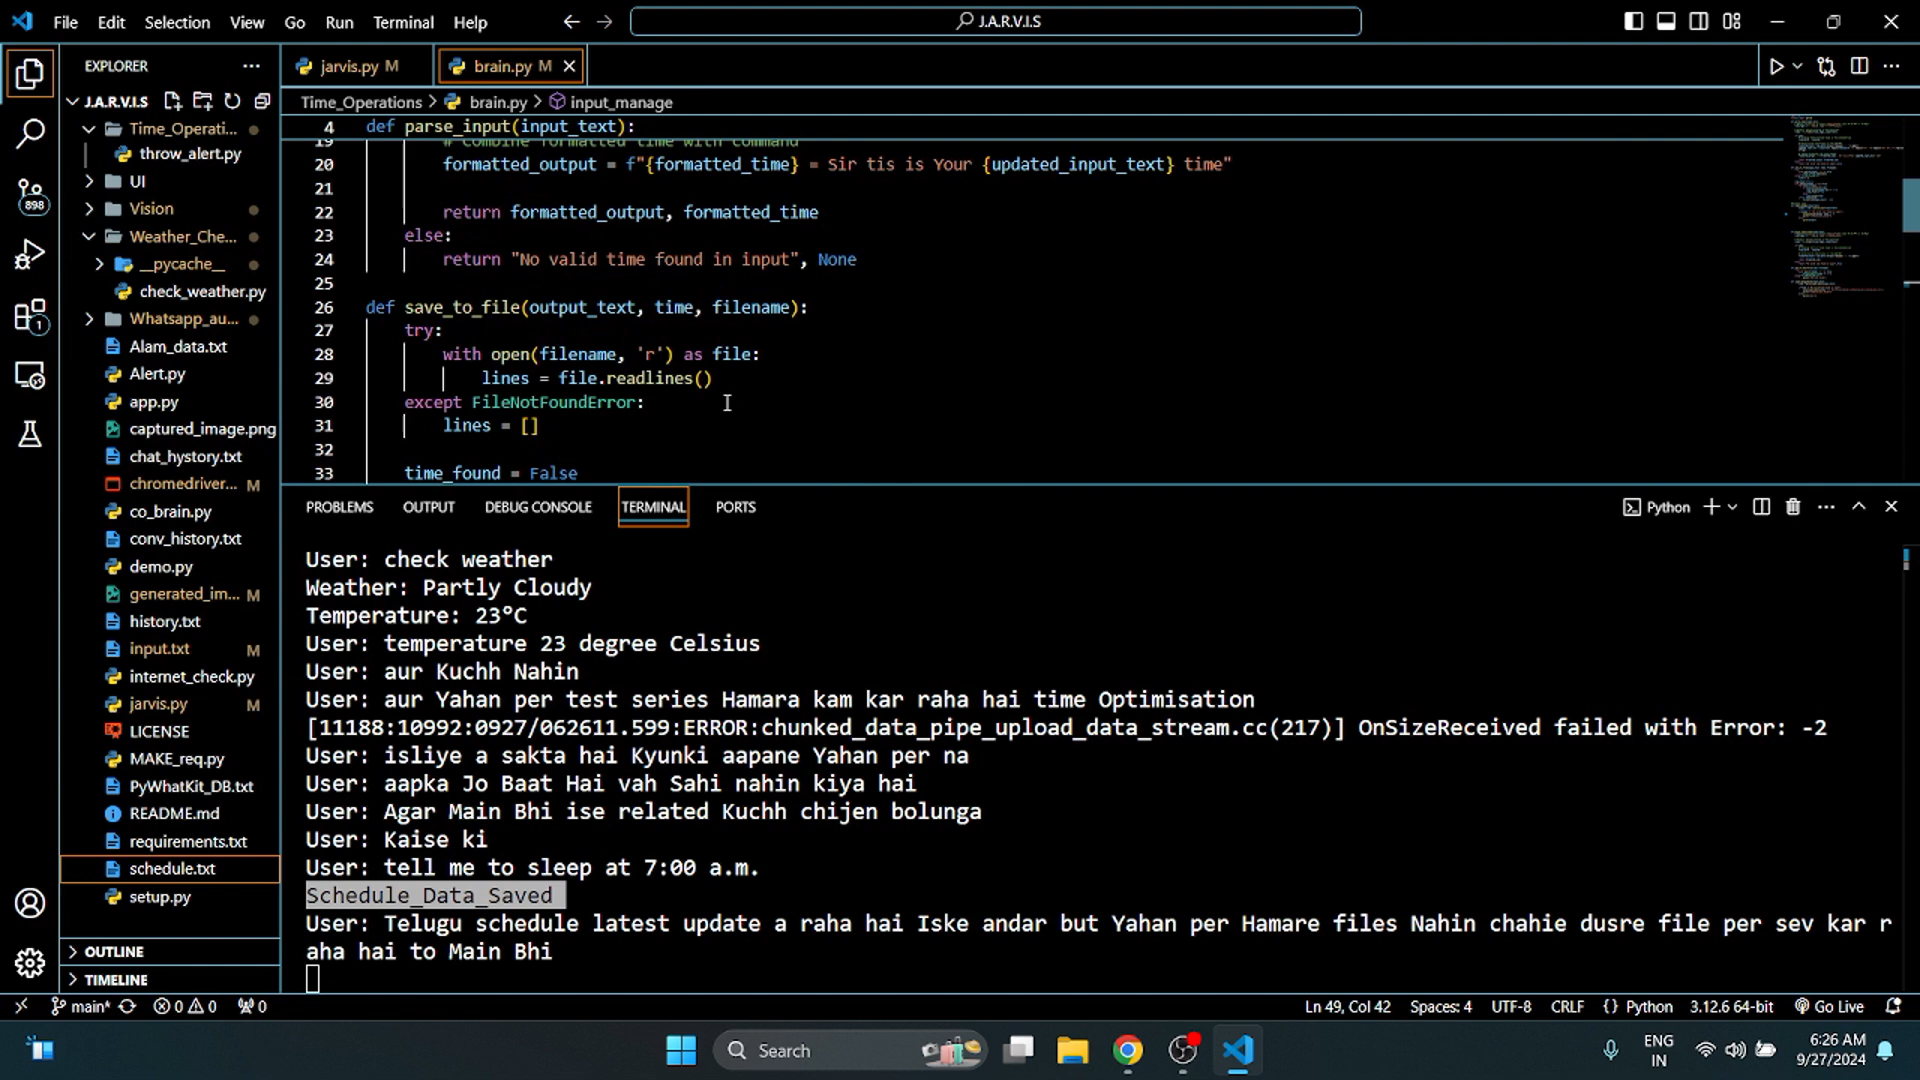 File Edit Selection View Go Run Terminal Help
J.A.R.V.I.S
EXPLORER
J.A.R.V.I.S
Time_Operati...
throw_alert.py
UI
Vision
Weather_Che...
__pycache__
check_weather.py
Whatsapp_au...
Alam_data.txt
Alert.py
app.py
captured_image.png
chat_hystory.txt
chromedriver... M
co_brain.py
conv_history.txt
demo.py
generated_im... M
history.txt
input.txt M
internet_check.py
jarvis.py M
LICENSE
MAKE_req.py
PyWhatKit_DB.txt
README.md
requirements.txt
schedule.txt
setup.py
OUTLINE
TIMELINE
898
1
jarvis.py M
brain.py M
Time_Operations > brain.py > input_manage
4 def parse_input(input_text):
19 # Combine formatted time with command
20 formatted_output = f"{formatted_time} = Sir tis is Your {updated_input_text} time"
21
22 return formatted_output, formatted_time
23 else:
24 return "No valid time found in input", None
25
26 def save_to_file(output_text, time, filename):
27 try:
28 with open(filename, 'r') as file:
29 lines = file.readlines()
30 except FileNotFoundError:
31 lines = []
32
33 time_found = False
PROBLEMS OUTPUT DEBUG CONSOLE TERMINAL PORTS
Python
User: check weather
Weather: Partly Cloudy
Temperature: 23°C
User: temperature 23 degree Celsius
User: aur Kuchh Nahin
User: aur Yahan per test series Hamara kam kar raha hai time Optimisation
[11188:10992:0927/062611.599:ERROR:chunked_data_pipe_upload_data_stream.cc(217)] OnSizeReceived failed with Error: -2
User: isliye a sakta hai Kyunki aapane Yahan per na
User: aapka Jo Baat Hai vah Sahi nahin kiya hai
User: Agar Main Bhi ise related Kuchh chijen bolunga
User: Kaise ki
User: tell me to sleep at 7:00 a.m.
Schedule_Data_Saved
User: Telugu schedule latest update a raha hai Iske andar but Yahan per Hamare files Nahin chahie dusre file per sev kar r
aha hai to Main Bhi
main* 0 0 0
Ln 49, Col 42 Spaces: 4 UTF-8 CRLF {} Python 3.12.6 64-bit Go Live
Search
ENG
IN
6:26 AM
9/27/2024